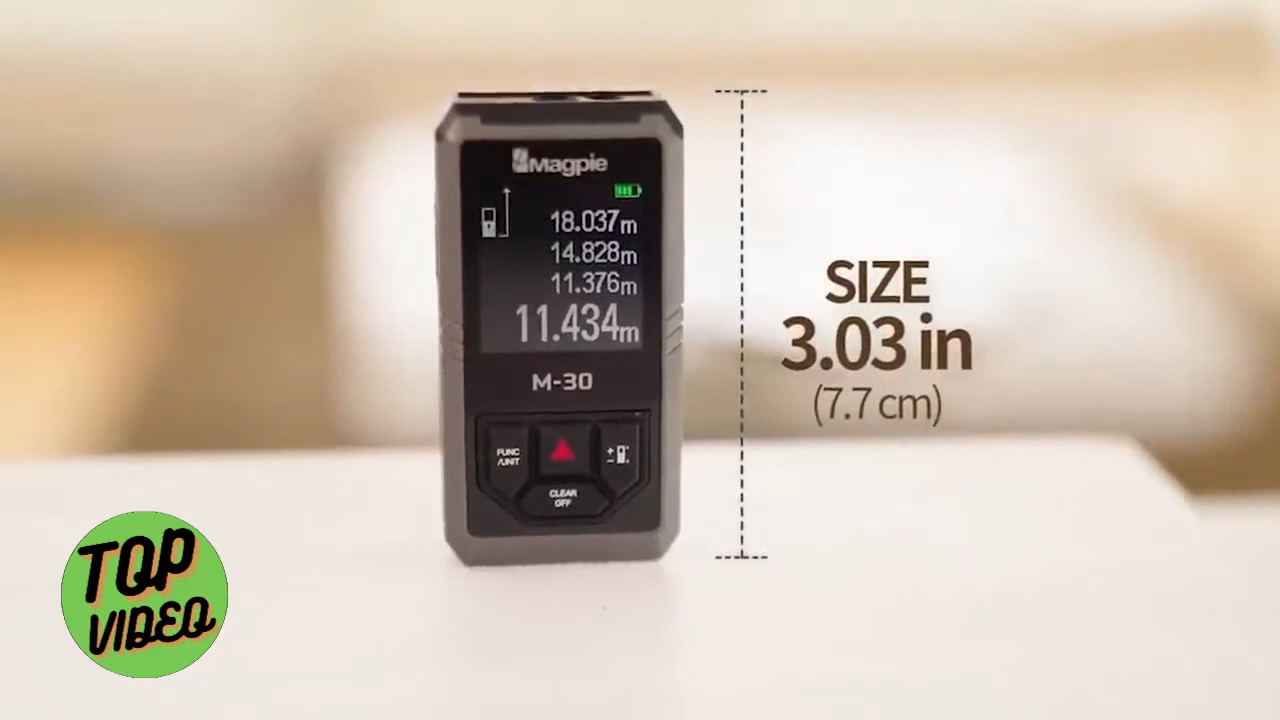 Magpie
18.037m
14.828m
11.376m
11.434m
M-30
FUNC
/UNIT
CLEAR
OFF
SIZE
3.03 in
(7.7 cm)
TOP
VIDEO